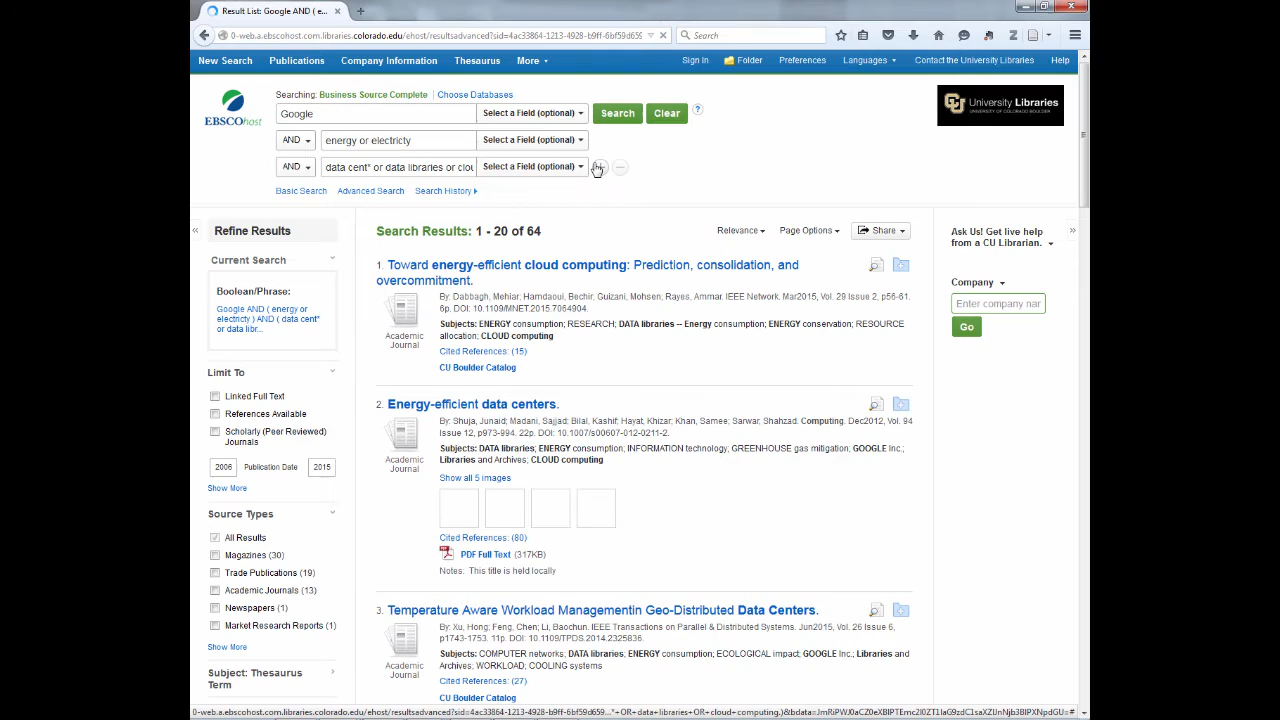 Result List: Google AND ( e...
0-web.a.ebscohost.com.libraries.colorado.edu/ehost/resultsadvanced?sid=4ac33864-1213-4928-b9ff-6bf59d659
Search
New Search Publications Company Information Thesaurus More
Sign In Folder Preferences Languages Contact the University Libraries Help
Searching: Business Source Complete Choose Databases
EBSCOhost
Google Select a Field (optional) Search Clear ?
AND energy or electricty Select a Field (optional)
AND data cent* or data libraries or clou Select a Field (optional)
Basic Search Advanced Search Search History
CU University Libraries
UNIVERSITY OF COLORADO BOULDER
Refine Results
Current Search
Boolean/Phrase:
Google AND ( energy or
electricty ) AND ( data cent*
or data libr...
Limit To
Linked Full Text
References Available
Scholarly (Peer Reviewed)
Journals
2006 Publication Date 2015
Show More
Source Types
All Results
Magazines (30)
Trade Publications (19)
Academic Journals (13)
Newspapers (1)
Market Research Reports (1)
Show More
Subject: Thesaurus
Term
Search Results: 1 - 20 of 64
Relevance Page Options Share
1. Toward energy-efficient cloud computing: Prediction, consolidation, and
overcommitment.
By: Dabbagh, Mehiar, Hamdaoui, Bechir, Guizani, Mohsen, Rayes, Ammar. IEEE Network. Mar2015, Vol. 29 Issue 2, p56-61.
6p. DOI: 10.1109/MNET.2015.7064904.
Subjects: ENERGY consumption; RESEARCH; DATA libraries -- Energy consumption; ENERGY conservation; RESOURCE
allocation; CLOUD computing
Academic
Journal
Cited References: (15)
CU Boulder Catalog
2. Energy-efficient data centers.
By: Shuja, Junaid; Madani, Sajjad; Bilal, Kashif; Hayat, Khizar; Khan, Samee; Sarwar, Shahzad. Computing. Dec2012, Vol. 94
Issue 12, p973-994. 22p. DOI: 10.1007/s00607-012-0211-2.
Subjects: DATA libraries; ENERGY consumption; INFORMATION technology; GREENHOUSE gas mitigation; GOOGLE Inc.;
Libraries and Archives; CLOUD computing
Academic
Journal
Show all 5 images
Cited References: (80)
PDF Full Text (317KB)
Notes: This title is held locally
3. Temperature Aware Workload Managementin Geo-Distributed Data Centers.
By: Xu, Hong; Feng, Chen; Li, Baochun. IEEE Transactions on Parallel & Distributed Systems. Jun2015, Vol. 26 Issue 6,
p1743-1753. 11p. DOI: 10.1109/TPDS.2014.2325836.
Subjects: COMPUTER networks; DATA libraries; ENERGY consumption; ECOLOGICAL impact; GOOGLE Inc.; Libraries and
Archives; WORKLOAD; COOLING systems
Academic
Journal
Cited References: (27)
CU Boulder Catalog
Ask Us! Get live help
from a CU Librarian.
Company
Enter company nar
Go